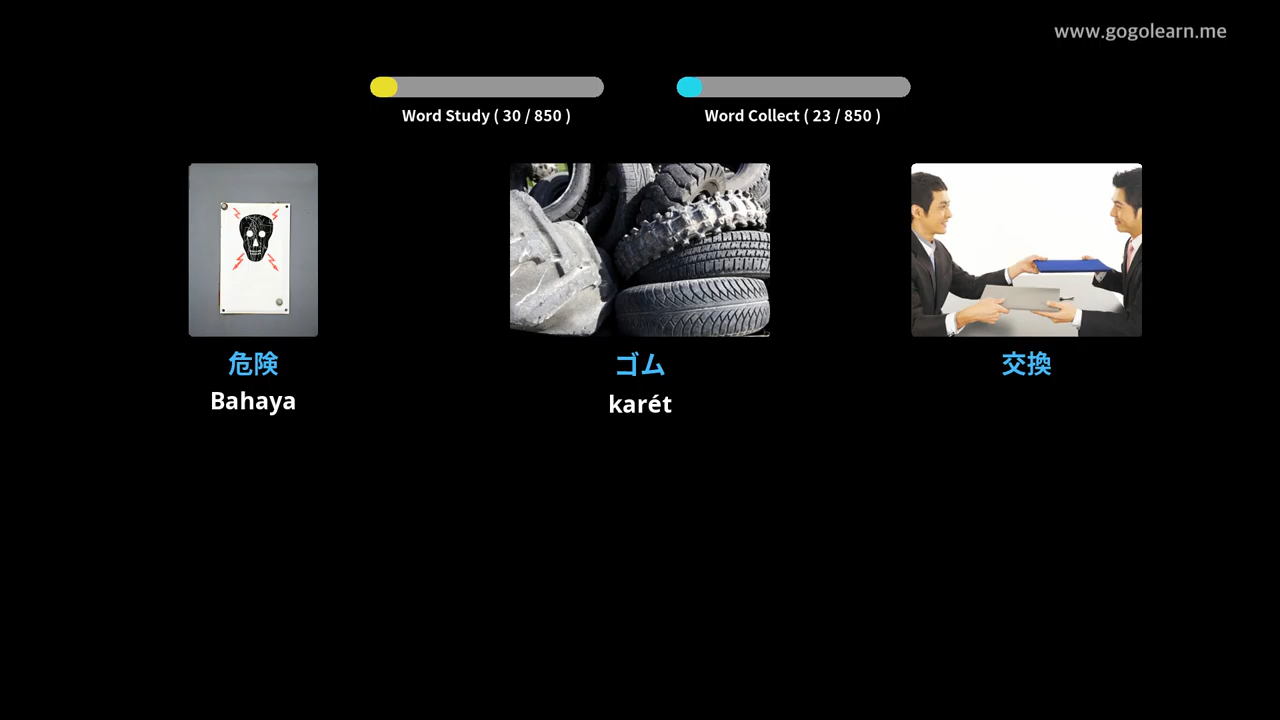 www.gogolearn.me
Word Study ( 30 / 850 )
Word Collect ( 23 / 850 )
危険
ゴム
交換
Bahaya
karét